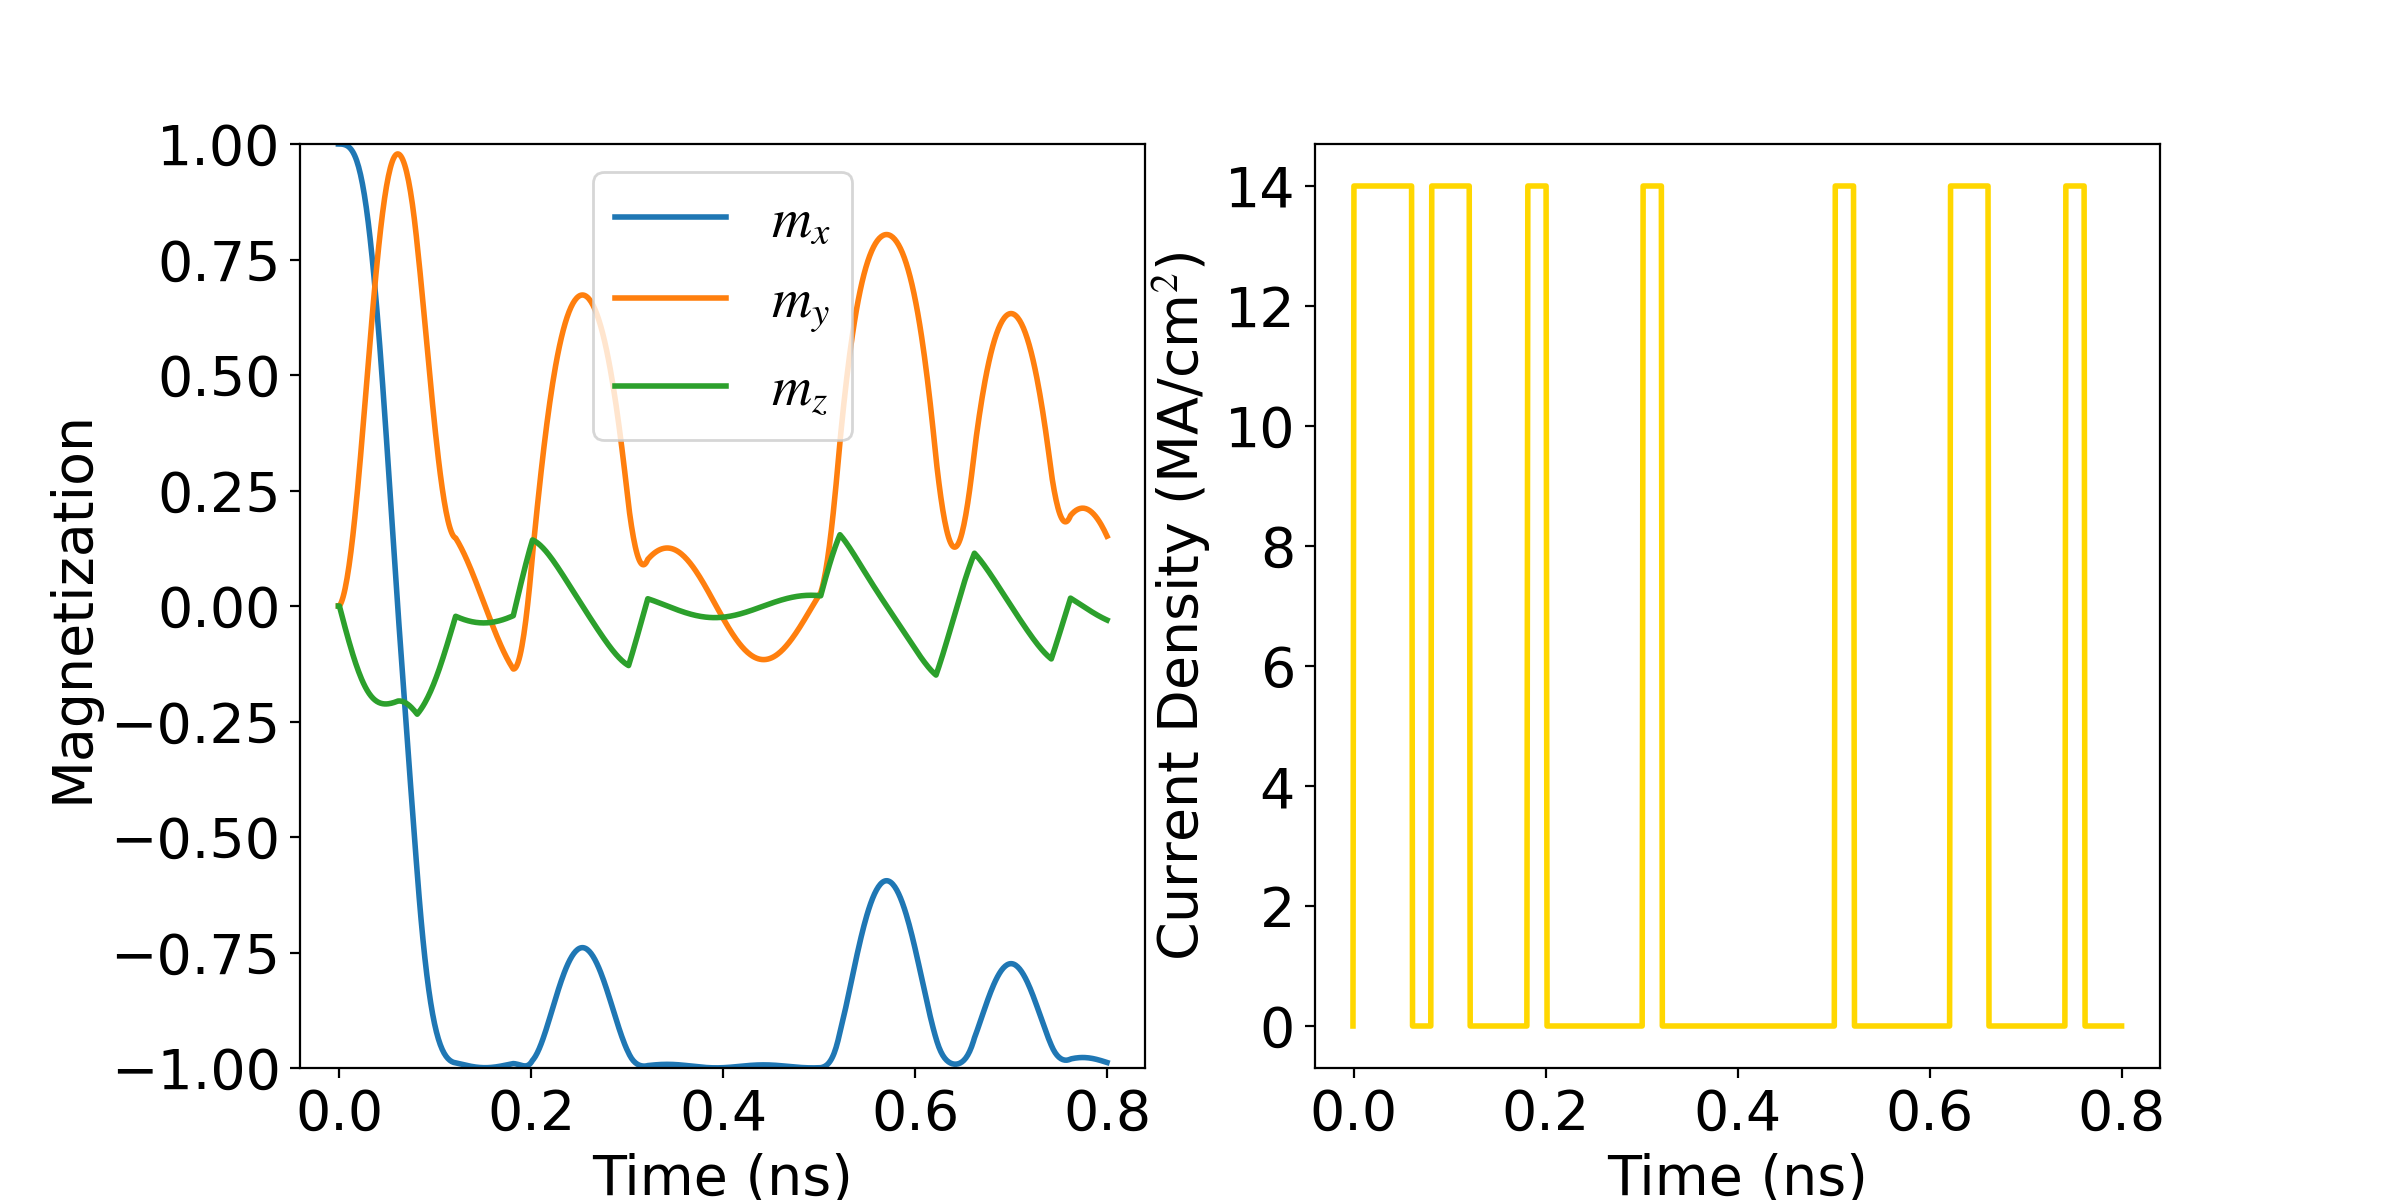 1.00
0.75
0.50
0.25
0.00
−0.25
−0.50
−0.75
−1.00
Magnetization
0.0 0.2 0.4 0.6 0.8
Time (ns)
m_x
m_y
m_z
14
12
10
8
6
4
2
0
Current Density (MA/cm²)
0.0 0.2 0.4 0.6 0.8
Time (ns)